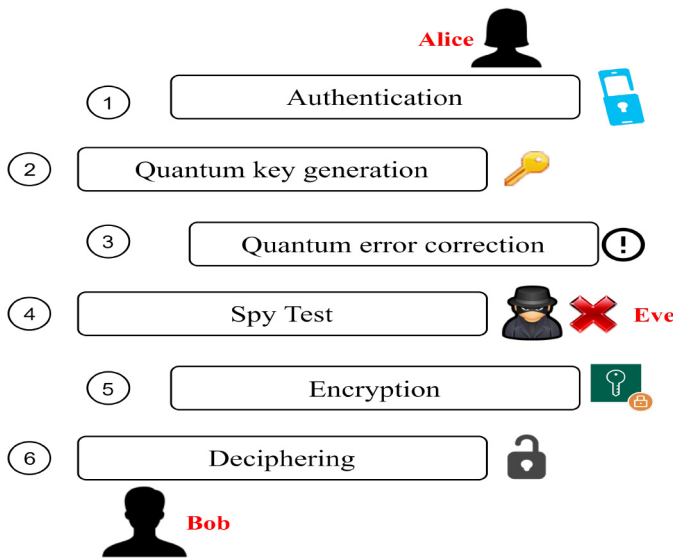 Alice
1 Authentication
2 Quantum key generation
3 Quantum error correction
4 Spy Test Eve
5 Encryption
6 Deciphering
Bob